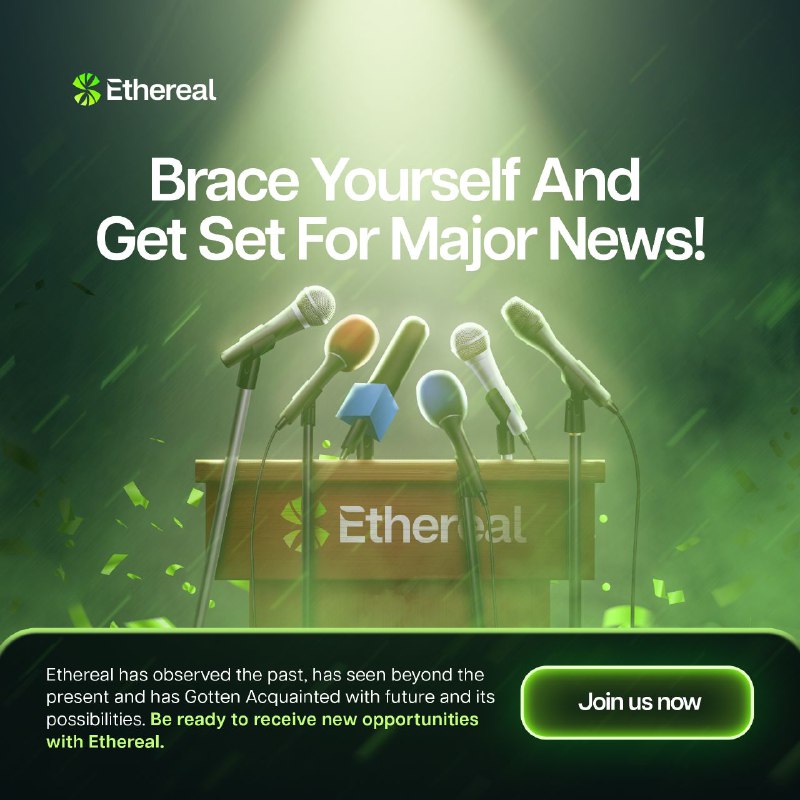 Ethereal
Brace Yourself And
Get Set For Major News!
Ethereal
Ethereal has observed the past, has seen beyond the
present and has Gotten Acquainted with future and its
possibilities. Be ready to receive new opportunities
with Ethereal.
Join us now